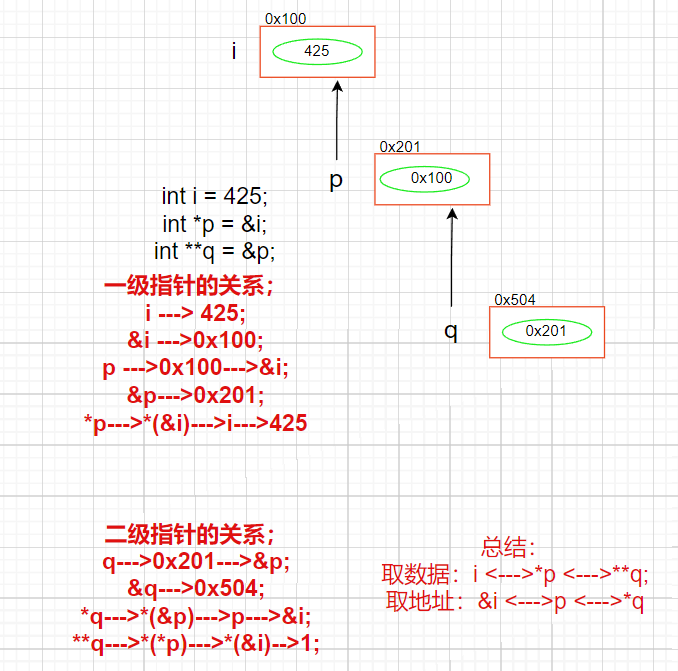 0x100
i
425
0x201
p
0x100
int i = 425;
int *p = &i;
int **q = &p;
一级指针的关系；
i ---> 425;
&i --->0x100;
p --->0x100--->&i;
&p--->0x201;
*p--->*(&i)--->i--->425
0x504
q
0x201
二级指针的关系；
q--->0x201--->&p;
&q--->0x504;
*q--->*(&p)--->p--->&i;
**q--->*(*p)--->*(&i)-->1;
总结：
取数据：i <--->*p <--->**q;
取地址：&i <--->p <--->*q